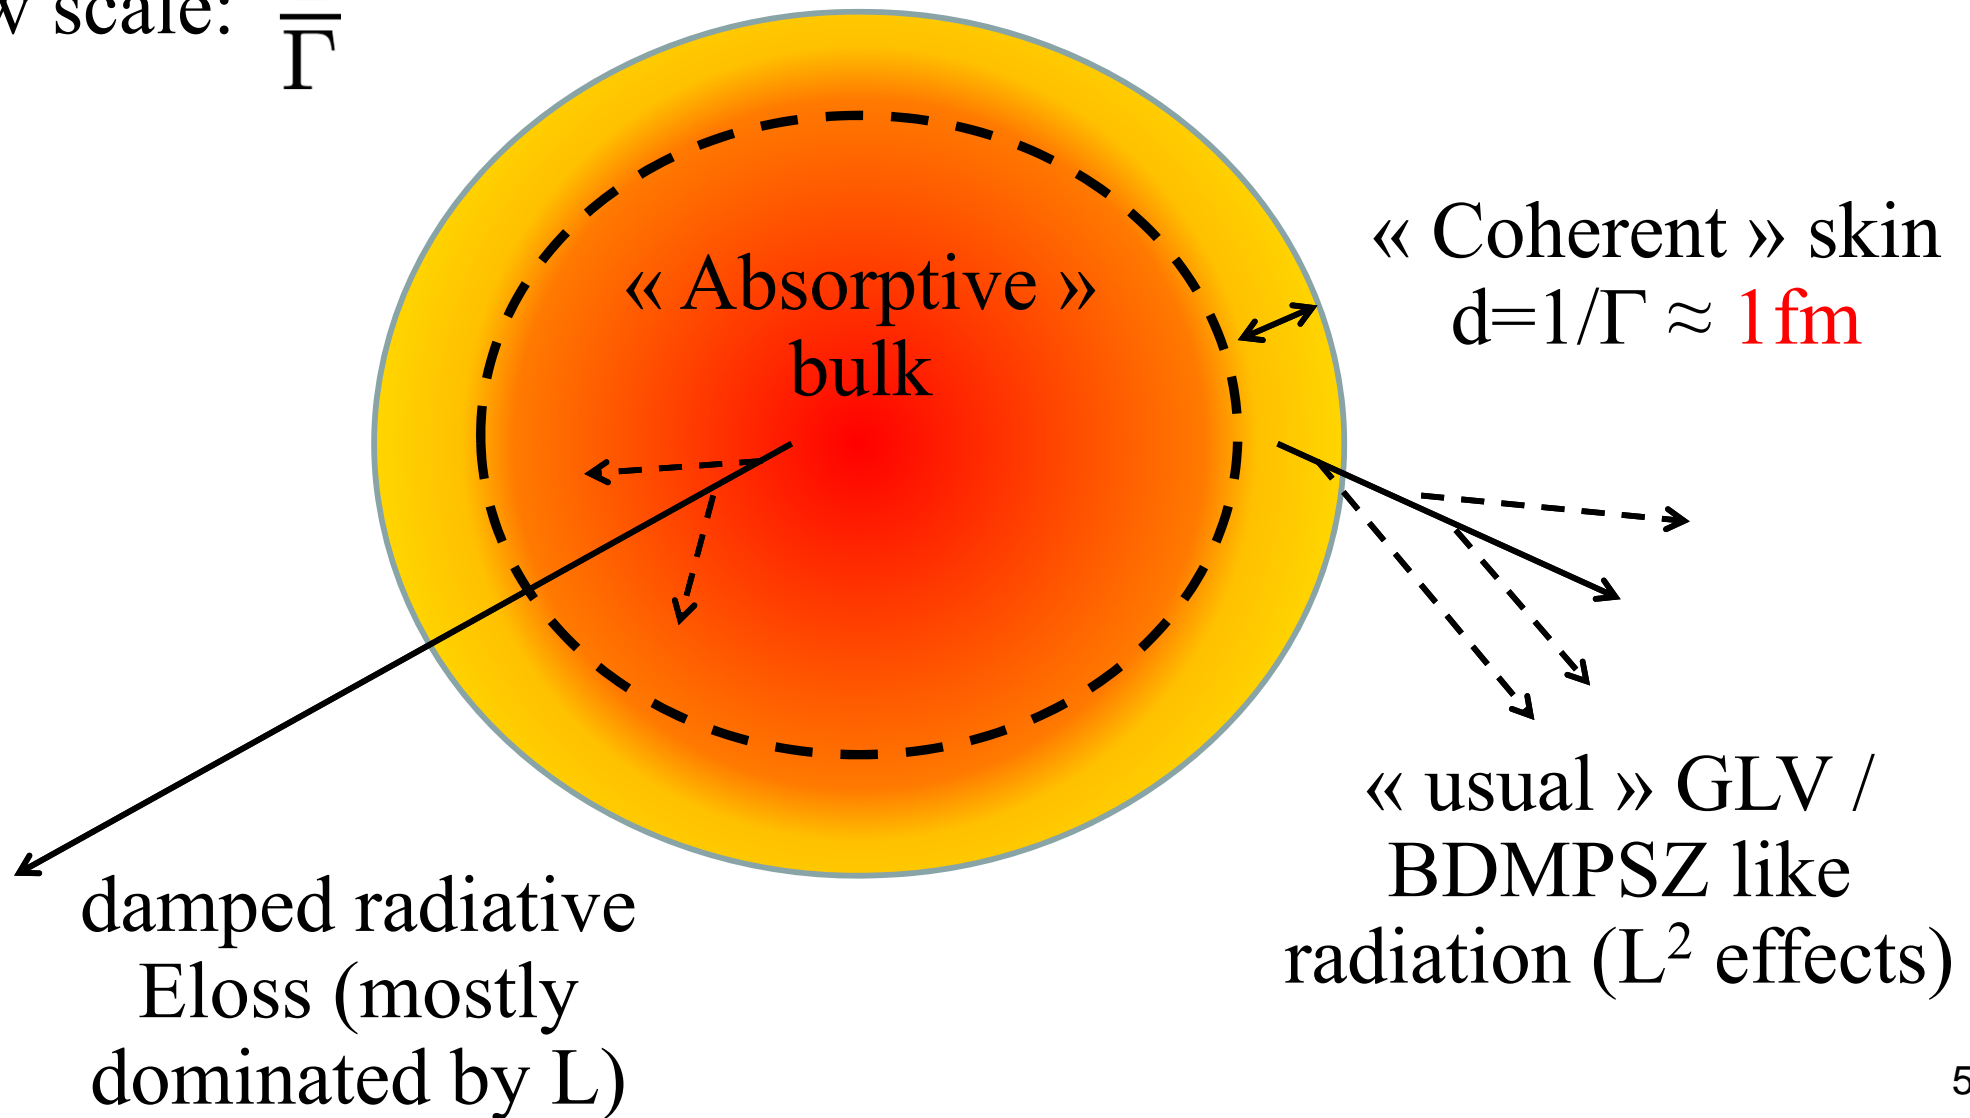 scale:
Γ
« Coherent » skin
d=1/Γ ≈ 1fm
« Absorptive »
bulk
« usual » GLV /
BDMPSZ like
radiation (L² effects)
damped radiative
Eloss (mostly
dominated by L)
5